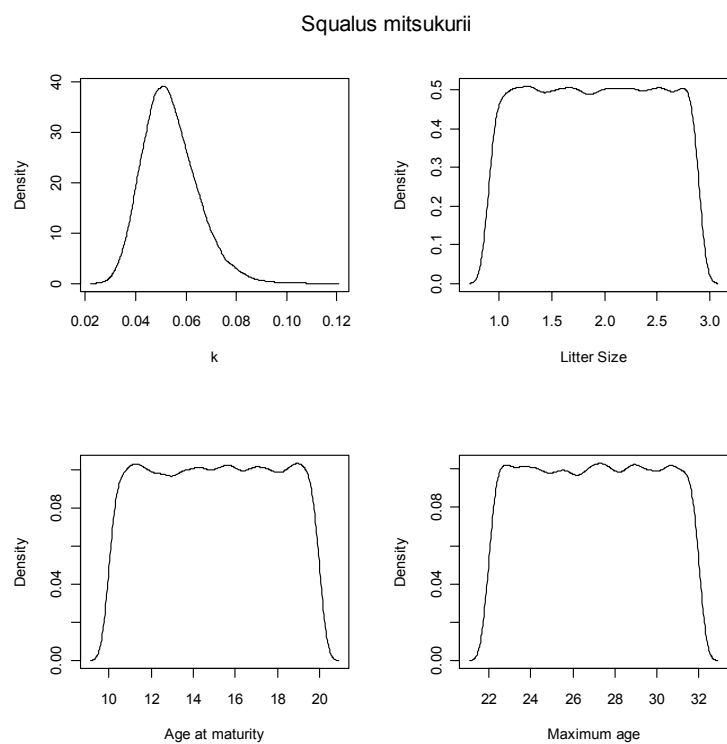 Squalus mitsukurii
Density
0 10 20 30 40
0.02 0.04 0.06 0.08 0.10 0.12
k
Density
0.0 0.1 0.2 0.3 0.4 0.5
1.0 1.5 2.0 2.5 3.0
Litter Size
Density
0.00 0.04 0.08
10 12 14 16 18 20
Age at maturity
Density
0.00 0.04 0.08
22 24 26 28 30 32
Maximum age